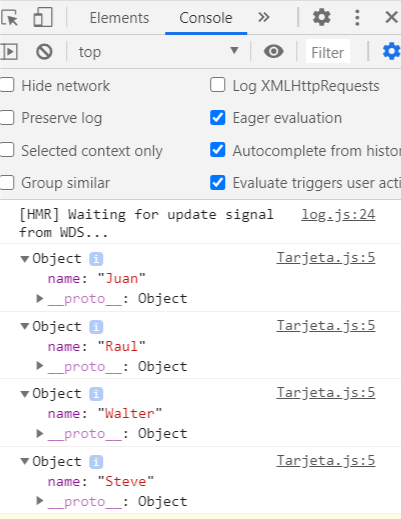 Elements Console »
top Filter
Hide network Log XMLHttpRequests
Preserve log Eager evaluation
Selected context only Autocomplete from histo
Group similar Evaluate triggers user acti
[HMR] Waiting for update signal log.js:24
from WDS...
Object i Tarjeta.js:5
name: "Juan"
__proto__: Object
Object i Tarjeta.js:5
name: "Raul"
__proto__: Object
Object i Tarjeta.js:5
name: "Walter"
__proto__: Object
Object i Tarjeta.js:5
name: "Steve"
__proto__: Object